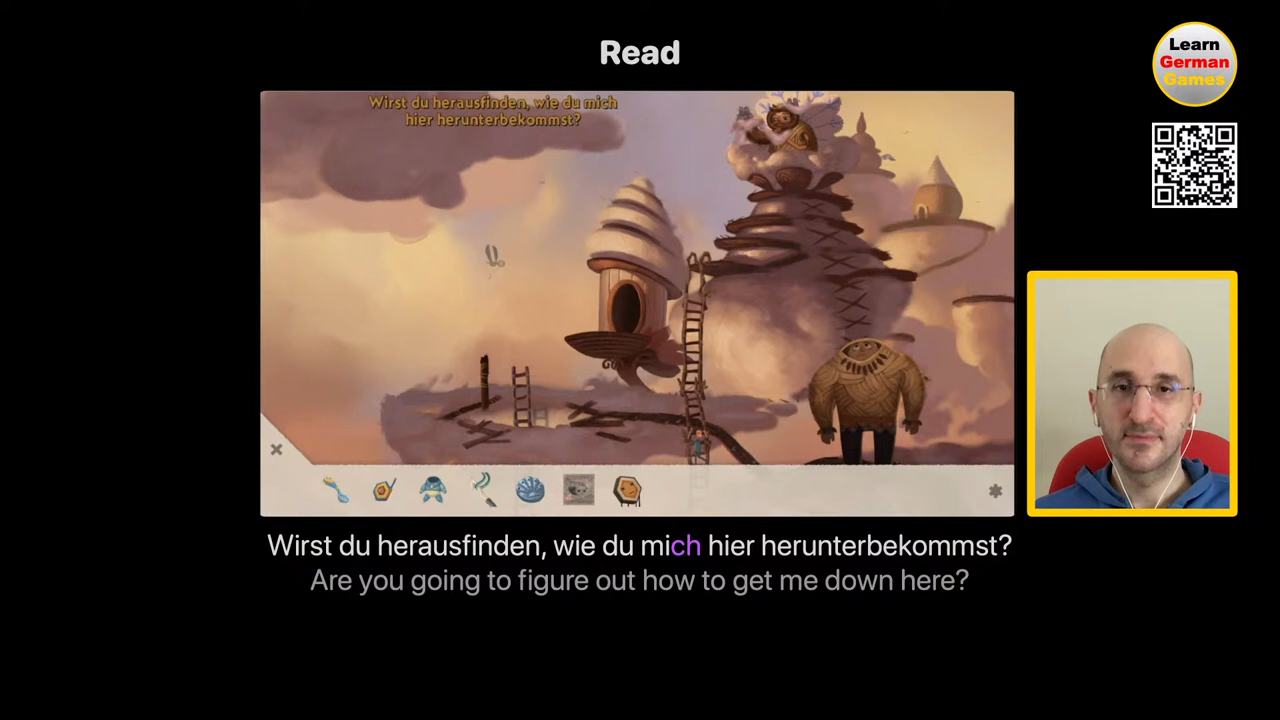 Read
Learn
German
Games
Wirst du herausfinden, wie du mich
hier herunterbekommst?
Wirst du herausfinden, wie du mich hier herunterbekommst?
Are you going to figure out how to get me down here?